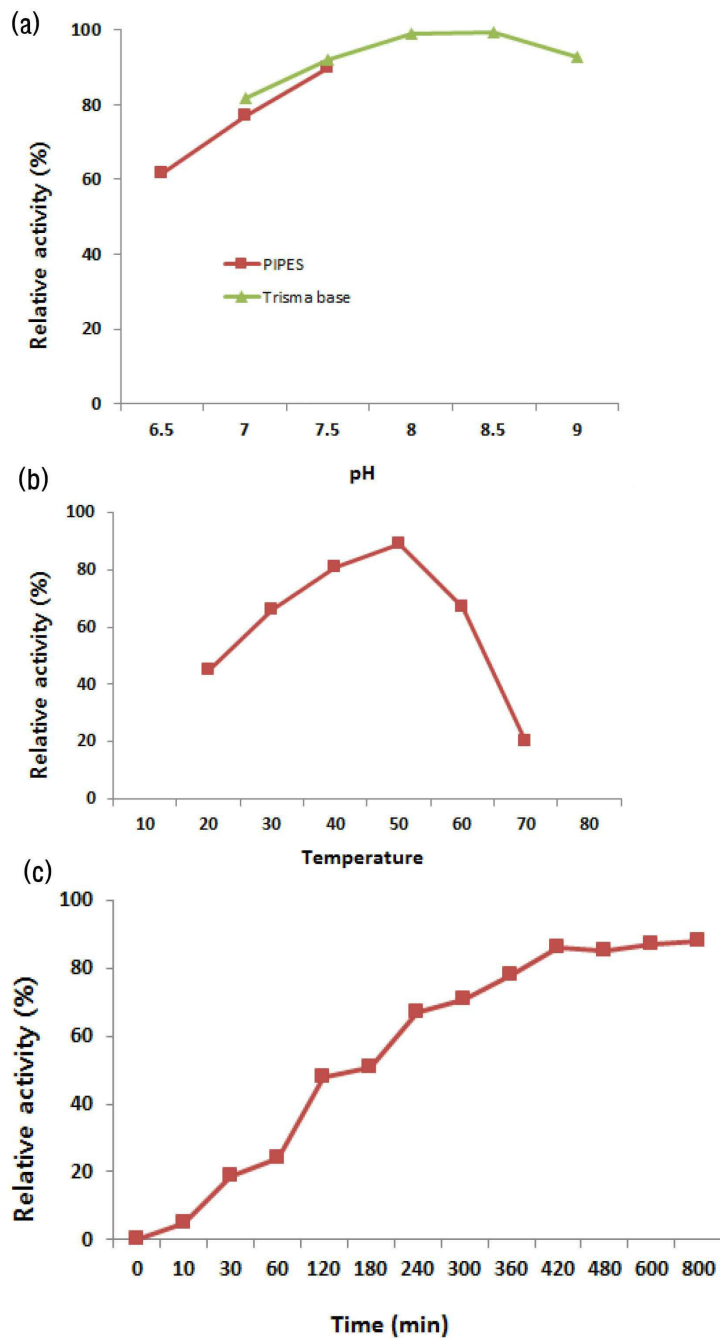 (a)
100
80
60
40
20
0
Relative activity (%)
PIPES
Trisma base
6.5 7 7.5 8 8.5 9
pH
(b)
100
80
60
40
20
0
Relative activity (%)
10 20 30 40 50 60 70 80
Temperature
(c)
100
80
60
40
20
0
Relative activity (%)
0 10 30 60 120 180 240 300 360 420 480 600 800
Time (min)